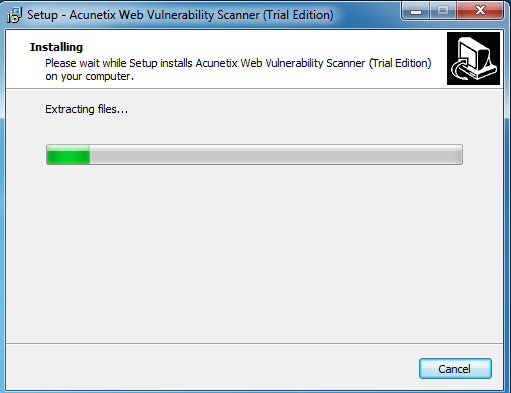 Setup - Acunetix Web Vulnerability Scanner (Trial Edition)
Installing
Please wait while Setup installs Acunetix Web Vulnerability Scanner (Trial Edition)
on your computer.
Extracting files...
Cancel